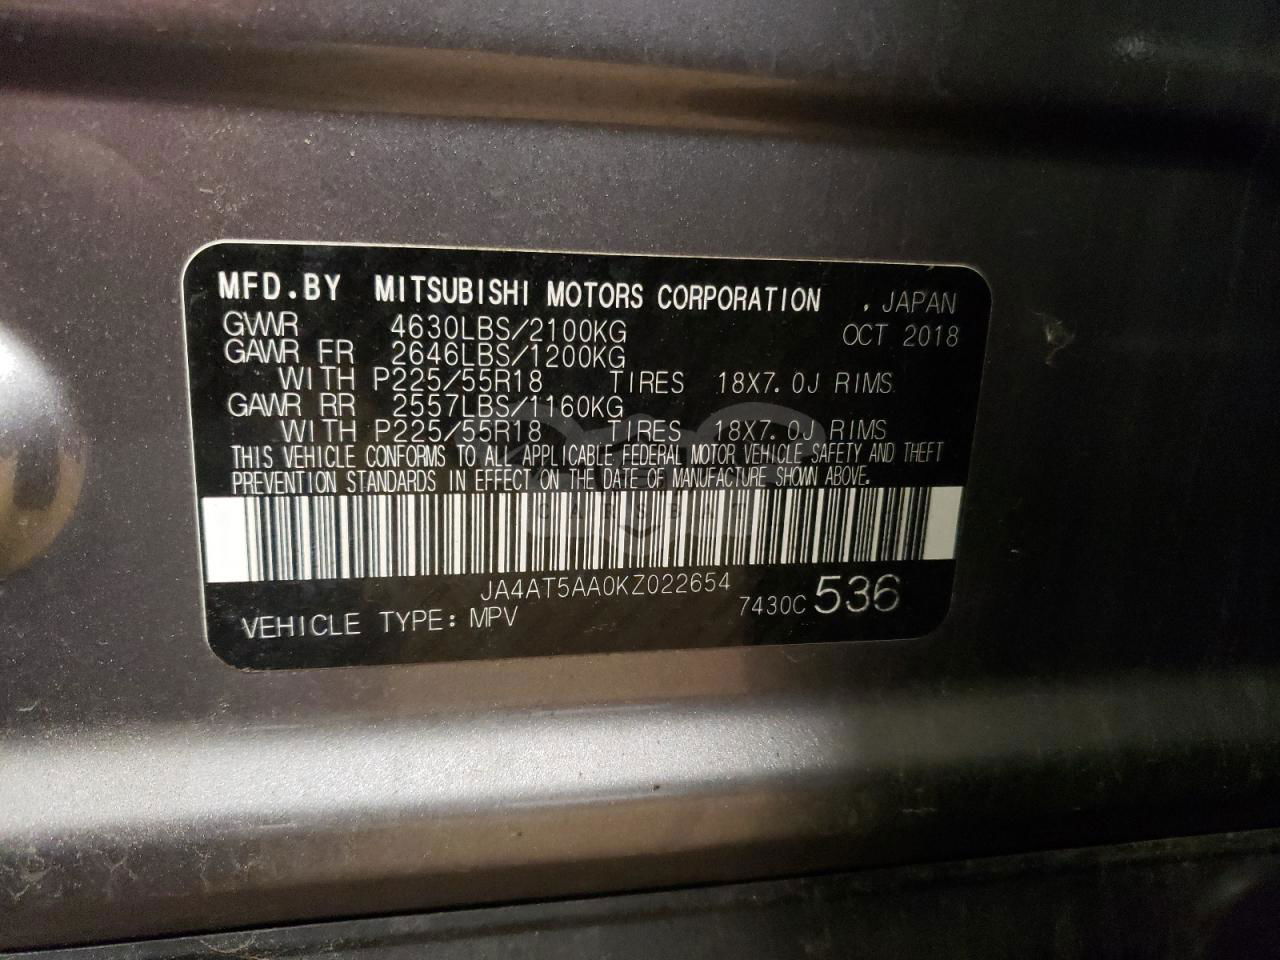 MFD.BY MITSUBISHI MOTORS CORPORATION , JAPAN
GVWR 4630LBS/2100KG OCT 2018
GAWR FR 2646LBS/1200KG
WITH P225/55R18 TIRES 18X7.0J RIMS
GAWR RR 2557LBS/1160KG
WITH P225/55R18 TIRES 18X7.0J RIMS
THIS VEHICLE CONFORMS TO ALL APPLICABLE FEDERAL MOTOR VEHICLE SAFETY AND THEFT
PREVENTION STANDARDS IN EFFECT ON THE DATE OF MANUFACTURE SHOWN ABOVE.
CARSBAT
JA4AT5AA0KZ022654
VEHICLE TYPE: MPV 7430C 536